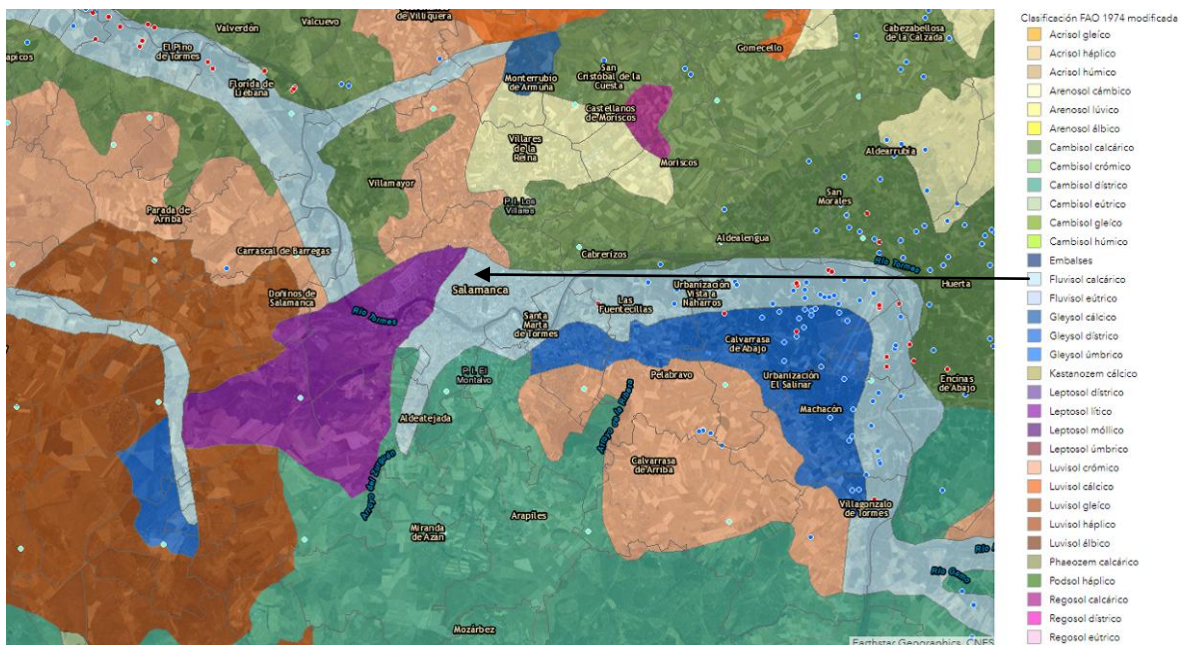 Valverdón
Valcuevo
de Villiquera
El Pino
de Tormes
apicos
Florida de
Liébana
Monterrubio
de Armuña
San
Cristóbal de la
Cuesta
Castellanos
de Moriscos
Gomecello
Cabezabellosa
de la Calzada
Villares
de la
Reina
Moriscos
Aldearrubia
Villamayor
P. I. Los
Villares
San
Morales
Parada de
Arriba
Carrascal de Barregas
Cabrerizos
Aldealengua
Río Tormes
Huerta
Doñinos de
Salamanca
Salamanca
Río Tormes
Santa
Marta de
Tormes
Las
Fuentecillas
Urbanización
Vista a
Naharros
Calvarrasa
de Abajo
P. I. El
Montalvo
Pelabravo
Urbanización
El Salinar
Encinas
de Abajo
Aldeatejada
Machacón
Calvarrasa
de Arriba
Arroyo del Zurguén
Villagonzalo
de Tormes
Miranda
de Azán
Arapiles
Río Gamo
Mozárbez
Earthstar Geographics, CNES
Clasificación FAO 1974 modificada
Acrisol gleíco
Acrisol háplico
Acrisol húmico
Arenosol cámbico
Arenosol lúvico
Arenosol álbico
Cambisol calcárico
Cambisol crómico
Cambisol dístrico
Cambisol eútrico
Cambisol gleíco
Cambisol húmico
Embalses
Fluvisol calcárico
Fluvisol eútrico
Gleysol cálcico
Gleysol dístrico
Gleysol úmbrico
Kastanozem cálcico
Leptosol dístrico
Leptosol lítico
Leptosol móllico
Leptosol úmbrico
Luvisol crómico
Luvisol cálcico
Luvisol gleíco
Luvisol háplico
Luvisol álbico
Phaeozem calcárico
Podsol háplico
Regosol calcárico
Regosol dístrico
Regosol eútrico